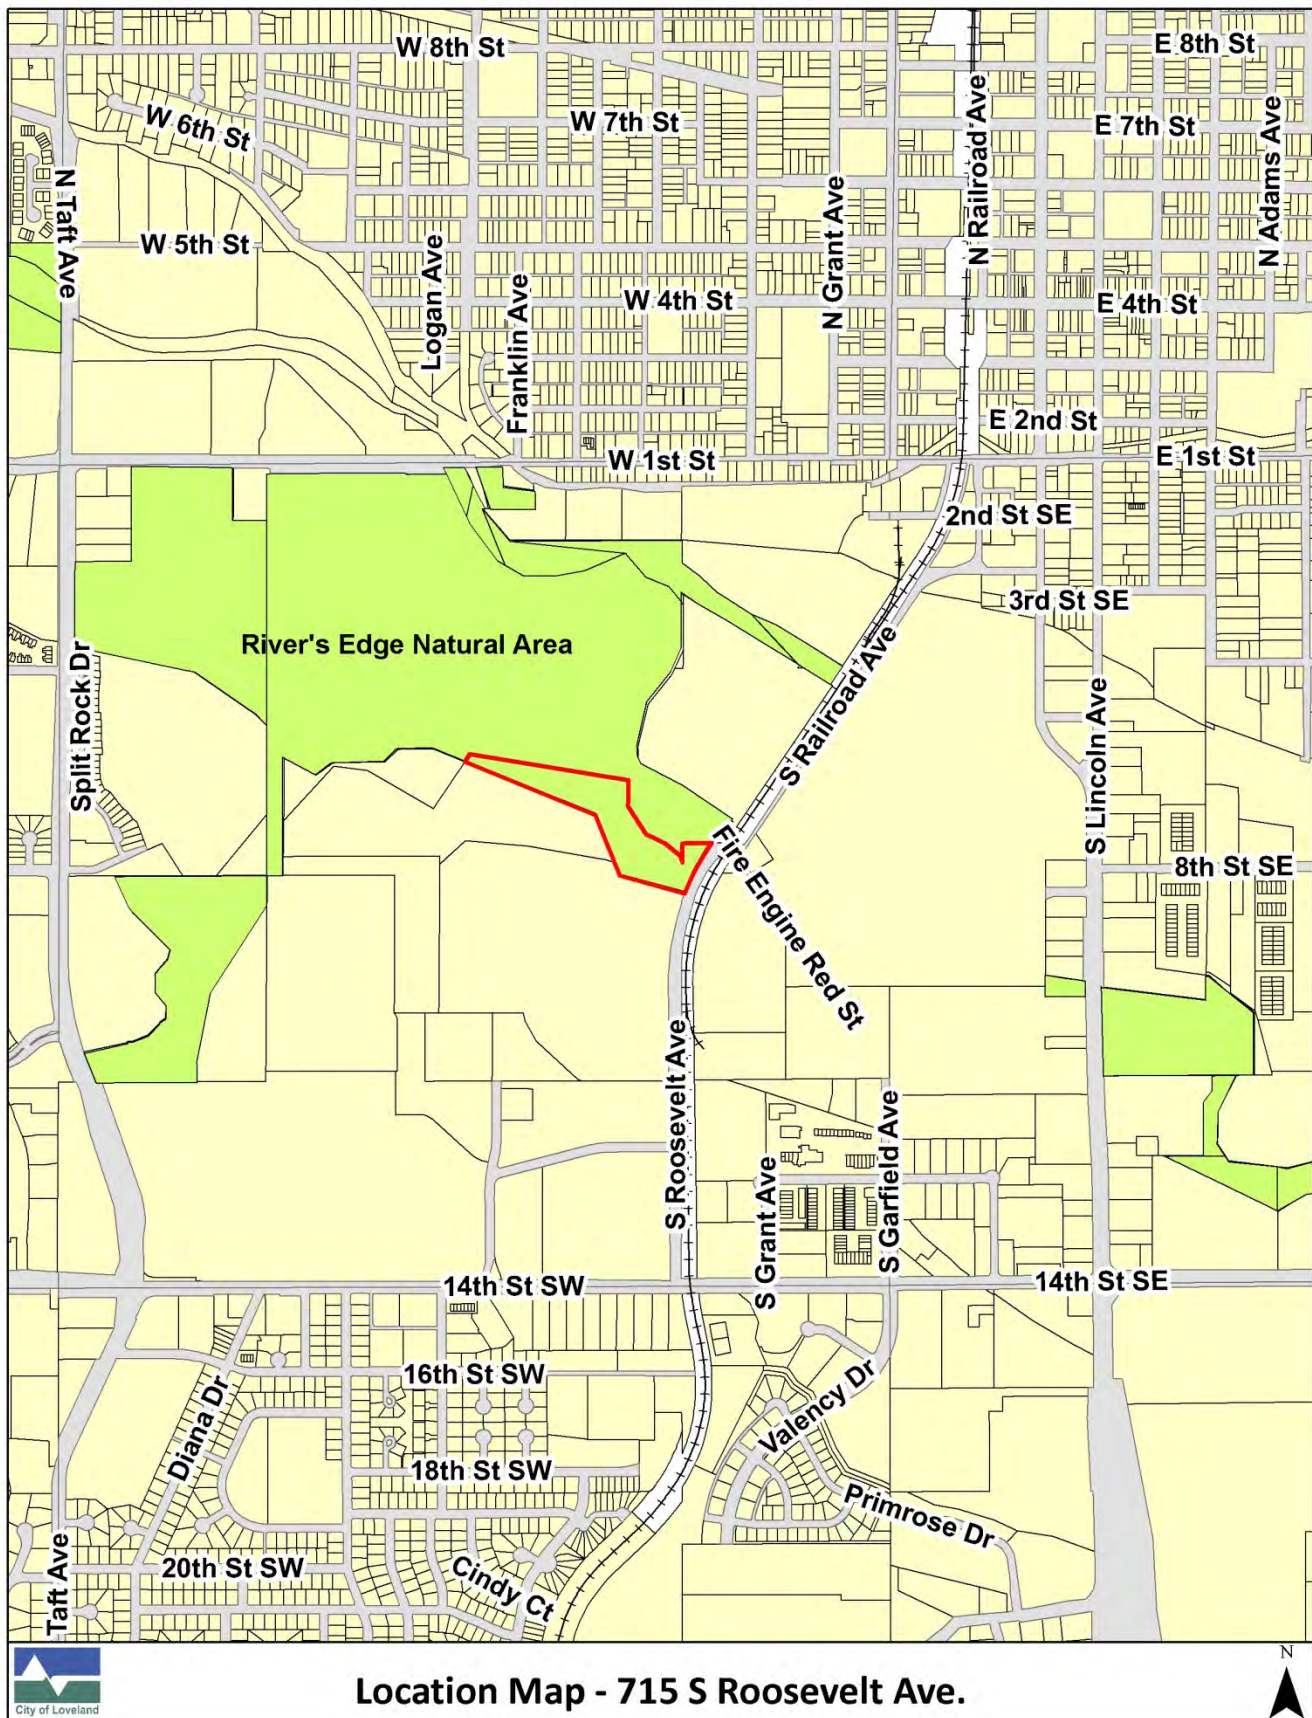 W 8th St
E 8th St
N Railroad Ave
W 6th St
W 7th St
E 7th St
N Adams Ave
N Taft Ave
N Grant Ave
W 5th St
Logan Ave
Franklin Ave
W 4th St
E 4th St
E 2nd St
W 1st St
E 1st St
2nd St SE
3rd St SE
River's Edge Natural Area
Split Rock Dr
S Railroad Ave
S Lincoln Ave
Fire Engine Red St
8th St SE
S Roosevelt Ave
S Grant Ave
S Garfield Ave
14th St SW
14th St SE
16th St SW
Diana Dr
Valency Dr
18th St SW
Primrose Dr
20th St SW
Cindy Ct
Taft Ave
City of Loveland
Location Map - 715 S Roosevelt Ave.
N